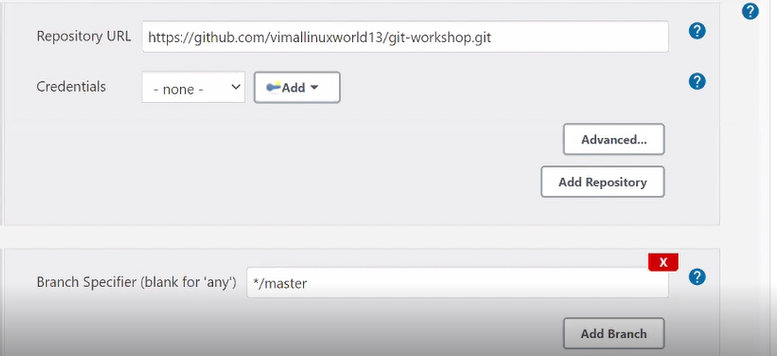 Repository URL https://github.com/vimallinuxworld13/git-workshop.git ?
Credentials - none - Add ?
Advanced...
Add Repository
X
Branch Specifier (blank for 'any') */master ?
Add Branch
?